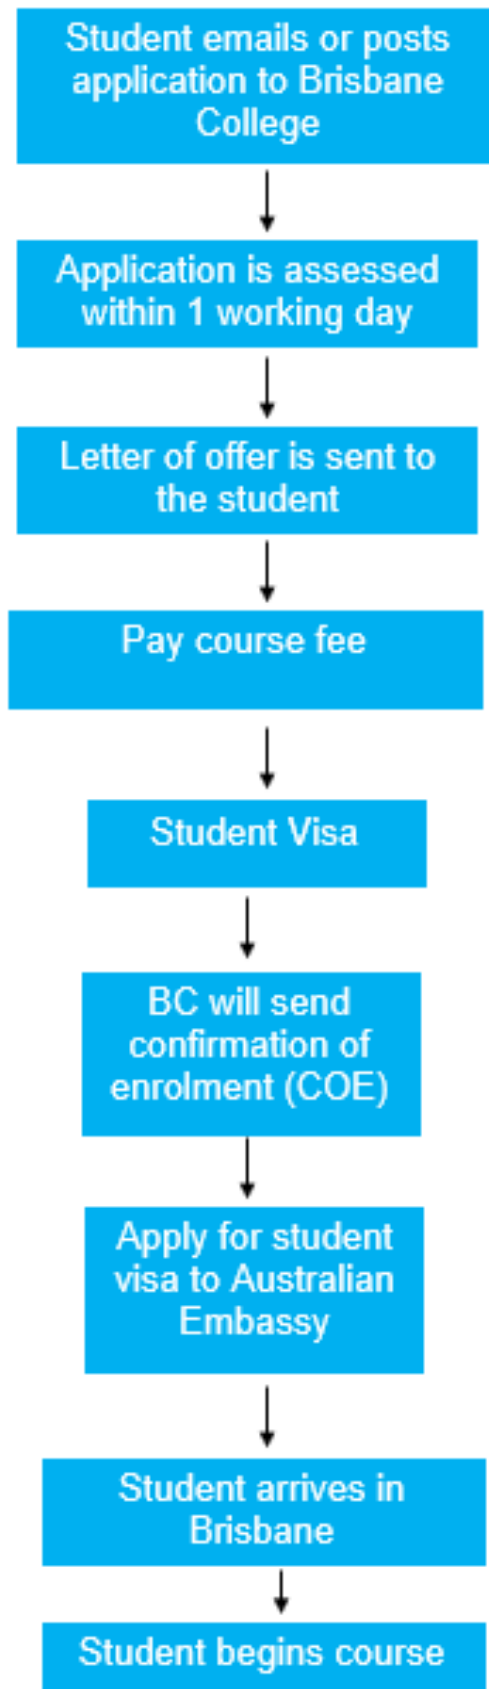 Student emails or posts
application to Brisbane
College
Application is assessed
within 1 working day
Letter of offer is sent to
the student
Pay course fee
Student Visa
BC will send
confirmation of
enrolment (COE)
Apply for student
visa to Australian
Embassy
Student arrives in
Brisbane
Student begins course